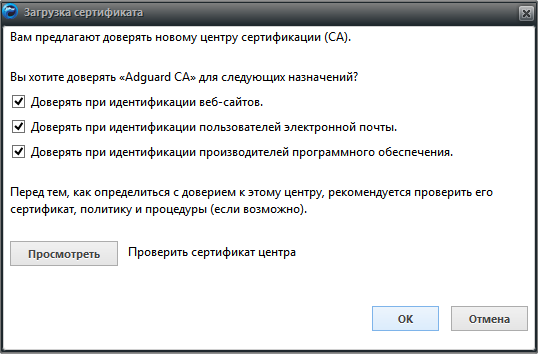 Загрузка сертификата
Вам предлагают доверять новому центру сертификации (CA).
Вы хотите доверять «Adguard CA» для следующих назначений?
Доверять при идентификации веб-сайтов.
Доверять при идентификации пользователей электронной почты.
Доверять при идентификации производителей программного обеспечения.
Перед тем, как определиться с доверием к этому центру, рекомендуется проверить его
сертификат, политику и процедуры (если возможно).
Просмотреть Проверить сертификат центра
OK Отмена